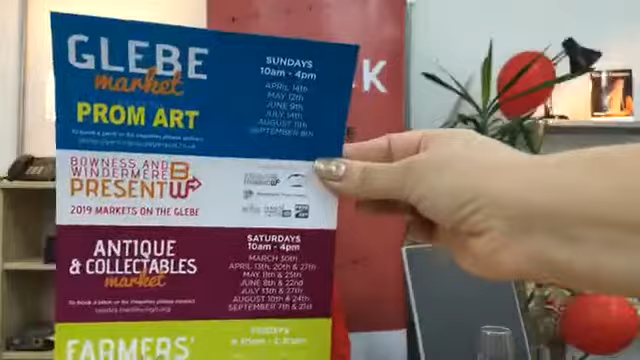 GLEBE
market
PROM ART
SUNDAYS
10am - 4pm
APRIL 14th
MAY 12th
JUNE 9th
JULY 14th
AUGUST 11th
SEPTEMBER 8th
BOWNESS AND
WINDERMERE
PRESENT
2019 MARKETS ON THE GLEBE
ANTIQUE
& COLLECTABLES
market
SATURDAYS
10am - 4pm
MARCH 30th
APRIL 13th, 20th & 27th
MAY 11th & 25th
JUNE 8th & 22nd
JULY 13th & 27th
AUGUST 10th & 24th
SEPTEMBER 7th & 21st
FARMERS'
K